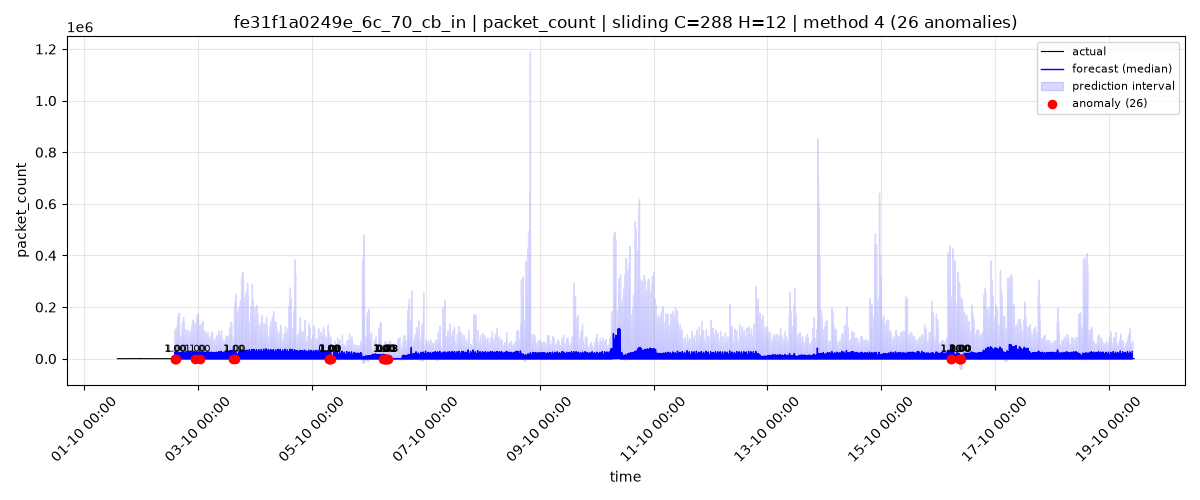 fe31f1a0249e_6c_70_cb_in | packet_count | sliding C=288 H=12 | method 4 (26 anomalies)
1e6
actual
forecast (median)
prediction interval
anomaly (26)
packet_count
1.2
1.0
0.8
0.6
0.4
0.2
0.0
1.00
1.00
01-10 00:00
03-10 00:00
05-10 00:00
07-10 00:00
09-10 00:00
11-10 00:00
13-10 00:00
15-10 00:00
17-10 00:00
19-10 00:00
time